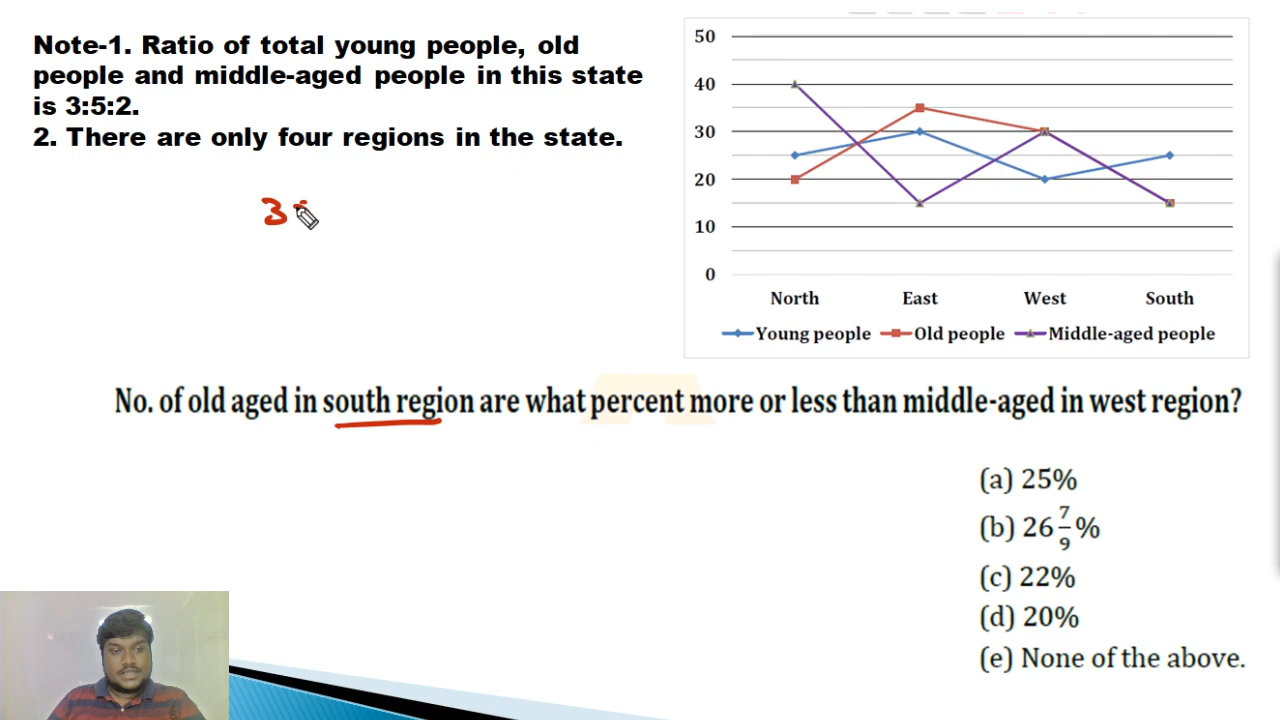 Note-1. Ratio of total young people, old
people and middle-aged people in this state
is 3:5:2.
2. There are only four regions in the state.
3
50
40
30
20
10
0
North East West South
Young people Old people Middle-aged people
No. of old aged in south region are what percent more or less than middle-aged in west region?
(a) 25%
(b) 26 7/9 %
(c) 22%
(d) 20%
(e) None of the above.